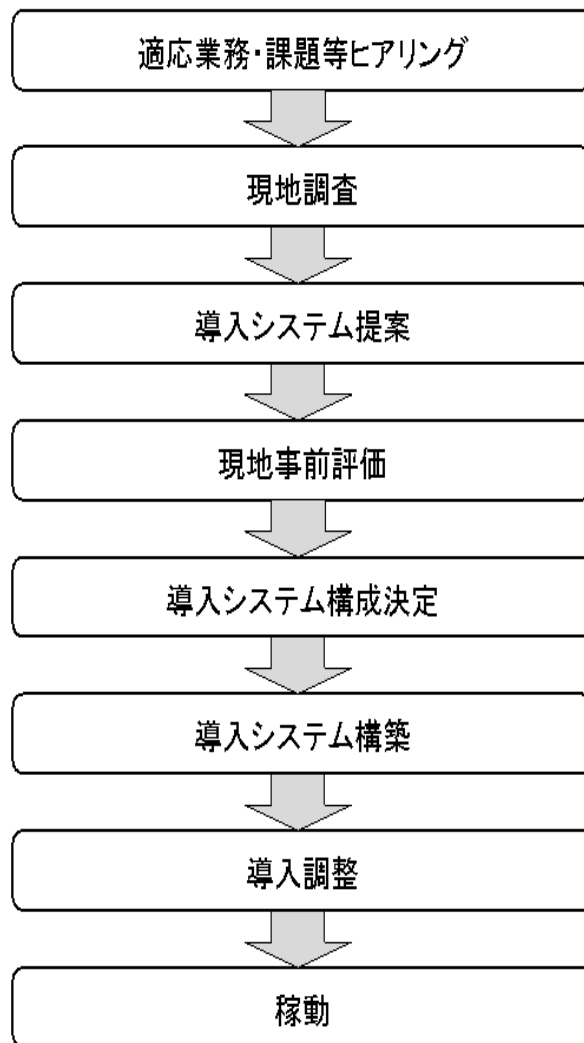 適応業務・課題等ヒアリング
現地調査
導入システム提案
現地事前評価
導入システム構成決定
導入システム構築
導入調整
稼動